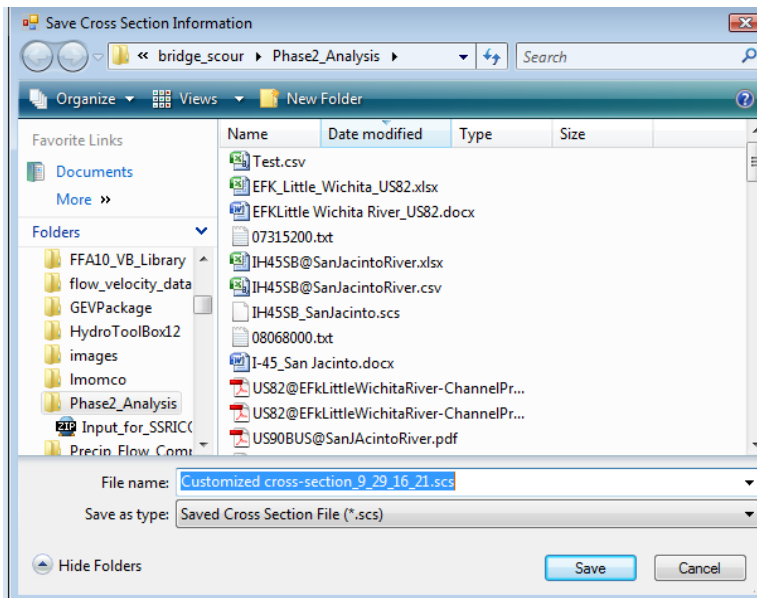 Save Cross Section Information
« bridge_scour ▸ Phase2_Analysis ▸
Search
Organize
Views
New Folder
Favorite Links
Documents
More »
Folders
FFA10_VB_Library
flow_velocity_data
GEVPackage
HydroToolBox12
images
lmomco
Phase2_Analysis
ZIP Input_for_SSRIC
Precip Flow Com
Name Date modified Type Size
Test.csv
EFK_Little_Wichita_US82.xlsx
EFKLittle Wichita River_US82.docx
07315200.txt
IH45SB@SanJacintoRiver.xlsx
IH45SB@SanJacintoRiver.csv
IH45SB_SanJacinto.scs
08068000.txt
I-45_San Jacinto.docx
US82@EFkLittleWichitaRiver-ChannelPr...
US82@EFkLittleWichitaRiver-ChannelPr...
US90BUS@SanJAcintoRiver.pdf
File name: Customized cross-section_9_29_16_21.scs
Save as type: Saved Cross Section File (*.scs)
Hide Folders
Save
Cancel